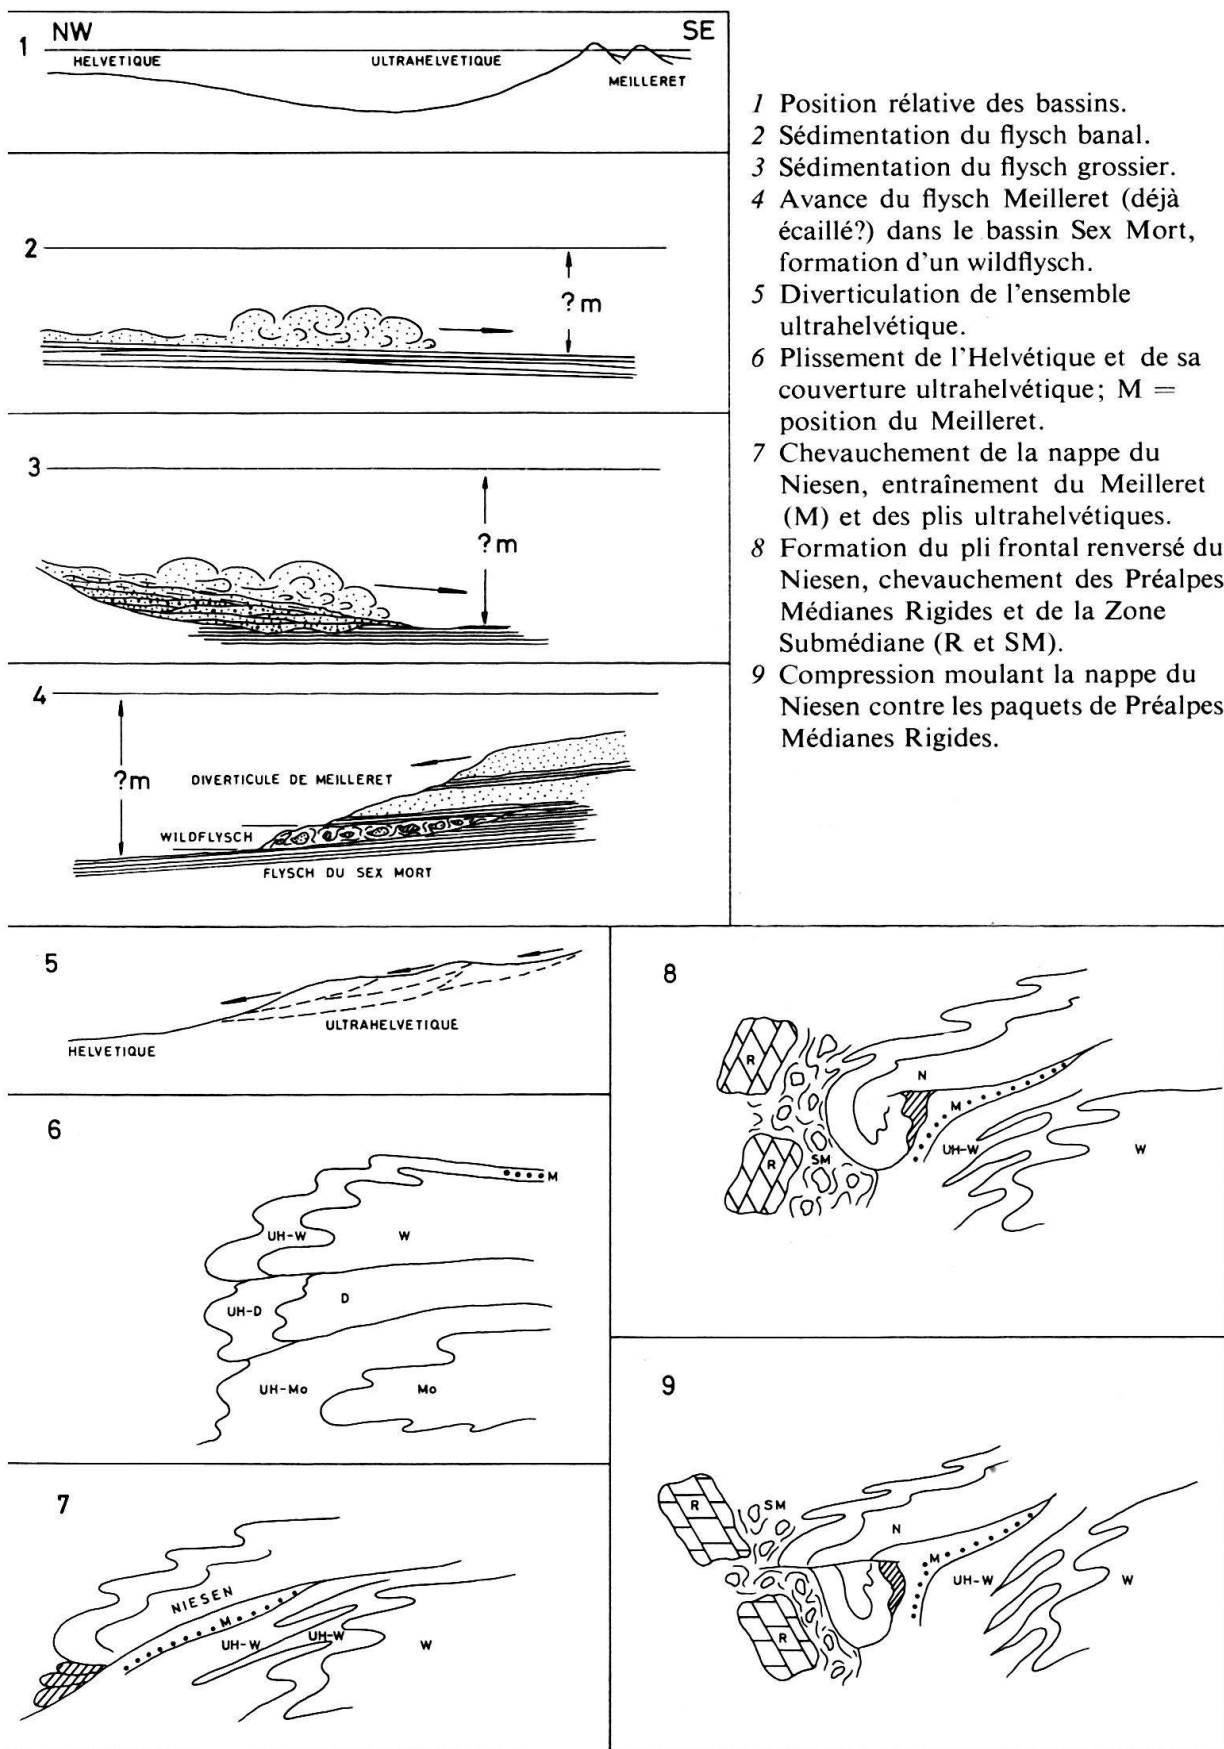 1
NW
SE
HELVETIQUE
ULTRAHELVETIQUE
MEILLERET
2
?m
3
?m
4
?m
DIVERTICULE DE MEILLERET
WILDFLYSCH
FLYSCH DU SEX MORT
1 Position rélative des bassins.
2 Sédimentation du flysch banal.
3 Sédimentation du flysch grossier.
4 Avance du flysch Meilleret (déjà
écaillé?) dans le bassin Sex Mort,
formation d'un wildflysch.
5 Diverticulation de l'ensemble
ultrahelvétique.
6 Plissement de l'Helvétique et de sa
couverture ultrahelvétique; M =
position du Meilleret.
7 Chevauchement de la nappe du
Niesen, entraînement du Meilleret
(M) et des plis ultrahelvétiques.
8 Formation du pli frontal renversé du
Niesen, chevauchement des Préalpes
Médianes Rigides et de la Zone
Submédiane (R et SM).
9 Compression moulant la nappe du
Niesen contre les paquets de Préalpes
Médianes Rigides.
5
ULTRAHELVETIQUE
HELVETIQUE
6
M
UH-W
W
UH-D
D
UH-Mo
Mo
7
NIESEN
M
UH-W
UH-W
W
8
R
N
M
R
SM
UH-W
W
9
R
SM
N
M
UH-W
W
R